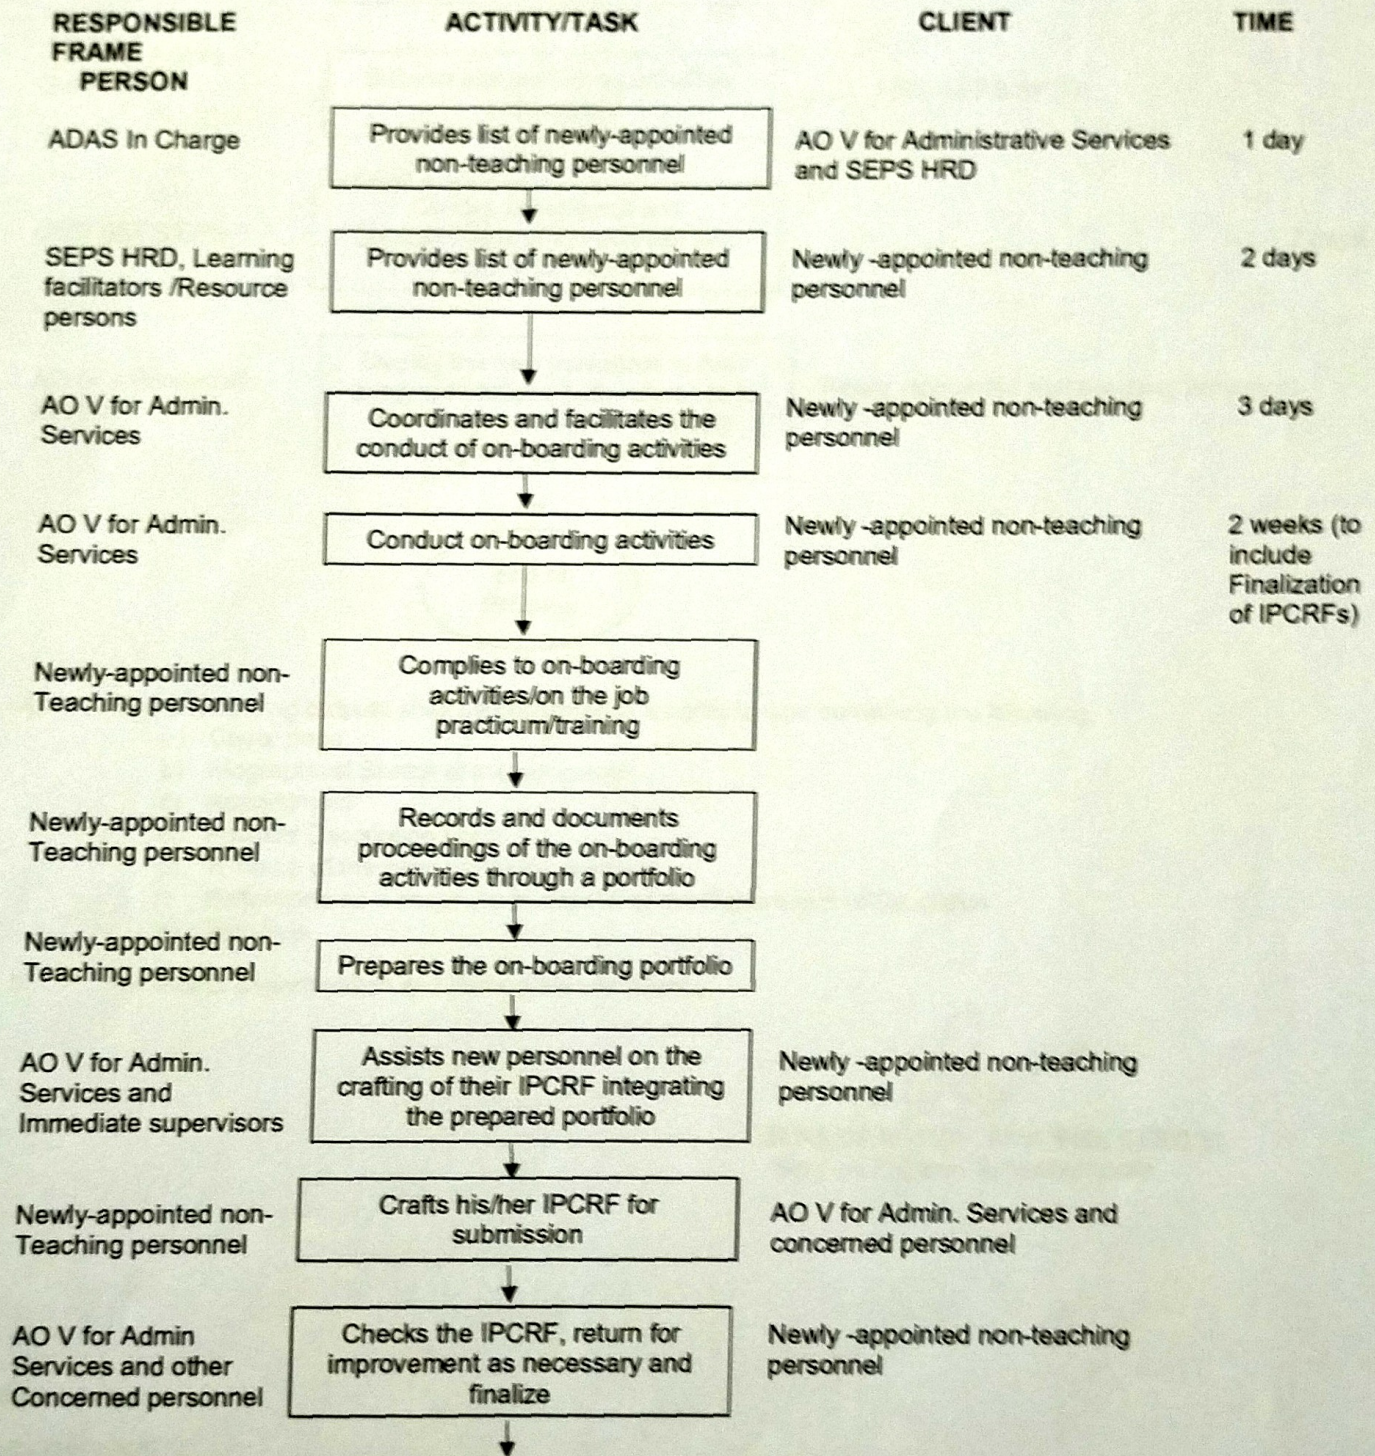 RESPONSIBLE ACTIVITY/TASK CLIENT TIME
FRAME
PERSON
ADAS In Charge
Provides list of newly-appointed
non-teaching personnel
AO V for Administrative Services
and SEPS HRD
1 day
SEPS HRD, Learning
facilitators /Resource
persons
Provides list of newly-appointed
non-teaching personnel
Newly -appointed non-teaching
personnel
2 days
AO V for Admin.
Services
Coordinates and facilitates the
conduct of on-boarding activities
Newly -appointed non-teaching
personnel
3 days
AO V for Admin.
Services
Conduct on-boarding activities
Newly -appointed non-teaching
personnel
2 weeks (to
include
Finalization
of IPCRFs)
Newly-appointed non-
Teaching personnel
Complies to on-boarding
activities/on the job
practicum/training
Newly-appointed non-
Teaching personnel
Records and documents
proceedings of the on-boarding
activities through a portfolio
Newly-appointed non-
Teaching personnel
Prepares the on-boarding portfolio
AO V for Admin.
Services and
Immediate supervisors
Assists new personnel on the
crafting of their IPCRF integrating
the prepared portfolio
Newly -appointed non-teaching
personnel
Newly-appointed non-
Teaching personnel
Crafts his/her IPCRF for
submission
AO V for Admin. Services and
concerned personnel
AO V for Admin
Services and other
Concerned personnel
Checks the IPCRF, return for
improvement as necessary and
finalize
Newly -appointed non-teaching
personnel